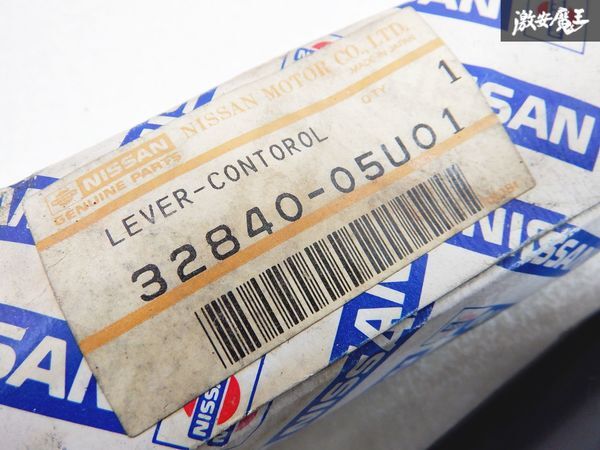 激安魔王
NISSAN
GENUINE PARTS
NISSAN MOTOR CO., LTD.
MADE IN JAPAN
LEVER-CONTOROL
Q'TY
1
32840-05U01
NISSAN
NISSAN
NISSAN
NISSAN